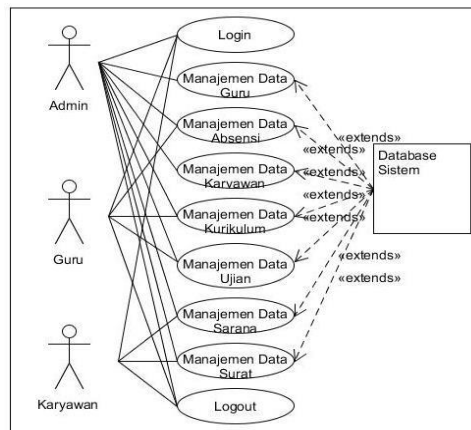 Login
Manajemen Data
Guru
Admin
Manajemen Data
Absensi
«extends»
«extends»
Database
Sistem
Manajemen Data
Karyawan
«extends»
Manajemen Data
Kurikulum
«extends»
Guru
Manajemen Data
Ujian
«extends»
«extends»
Manajemen Data
Sarana
Manajemen Data
Surat
Karyawan
Logout